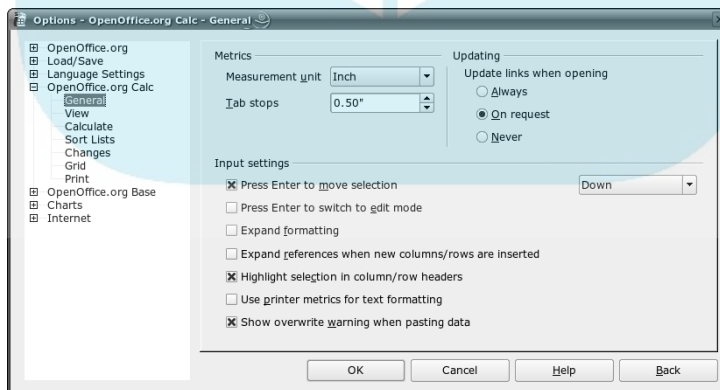 Options - OpenOffice.org Calc - General
OpenOffice.org
Load/Save
Language Settings
OpenOffice.org Calc
General
View
Calculate
Sort Lists
Changes
Grid
Print
OpenOffice.org Base
Charts
Internet
Metrics
Measurement unit Inch
Tab stops 0.50"
Updating
Update links when opening
Always
On request
Never
Input settings
Press Enter to move selection Down
Press Enter to switch to edit mode
Expand formatting
Expand references when new columns/rows are inserted
Highlight selection in column/row headers
Use printer metrics for text formatting
Show overwrite warning when pasting data
OK Cancel Help Back